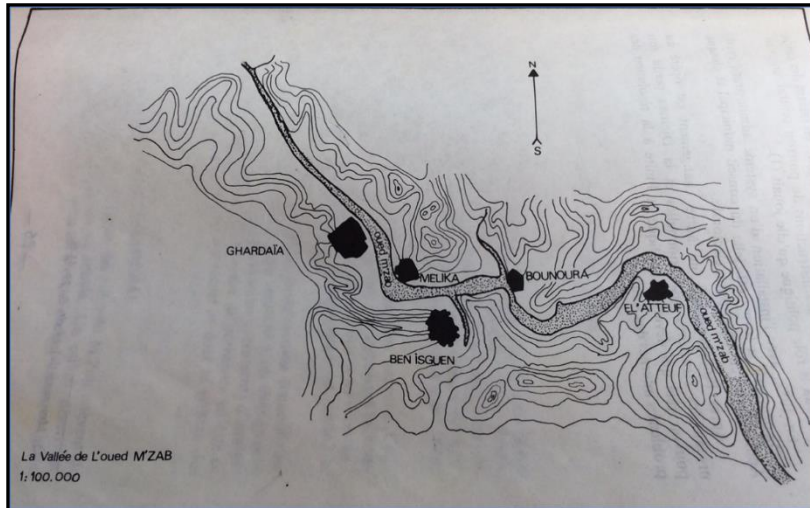 N
S
GHARDAÏA
oued m'zab
MELIKA
BOUNOURA
EL'ATTEUF
oued m'zab
BEN ISGUEN
La Vallée de L'oued M'ZAB
1:100.000